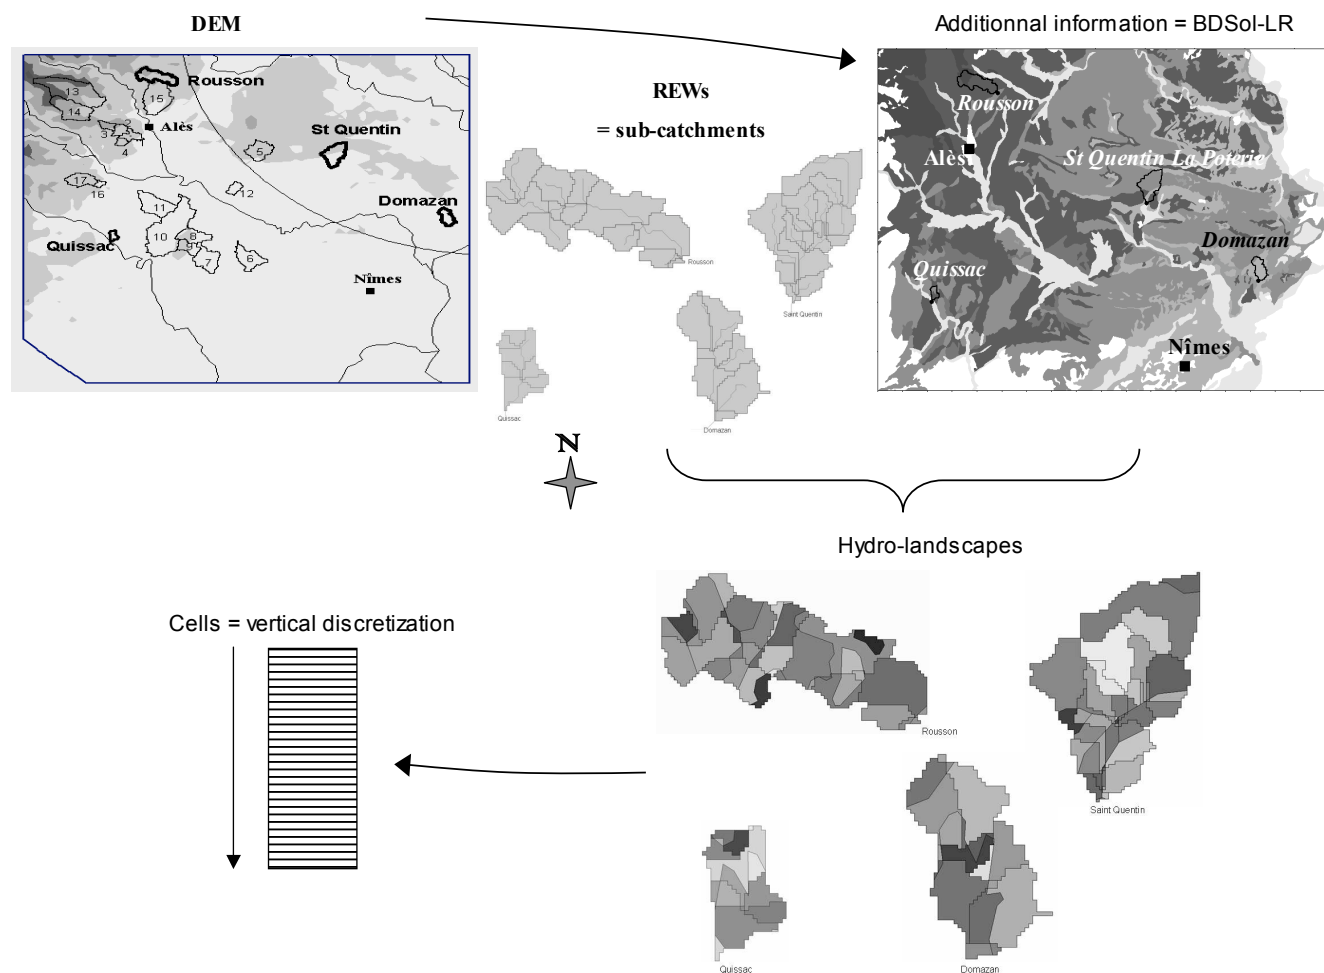 DEM
Additionnal information = BDSol-LR
REWs
= sub-catchments
Rousson
13
15
14
Alès
2
3
1
4
St Quentin
5
17
16
12
Domazan
11
Quissac
10
8
9
7
6
Nîmes
Rousson
Saint Quentin
Quissac
Domazan
Rousson
Alès
St Quentin La Poterie
Domazan
Quissac
Nîmes
N
Hydro-landscapes
Cells = vertical discretization
Rousson
Saint Quentin
Quissac
Domazan